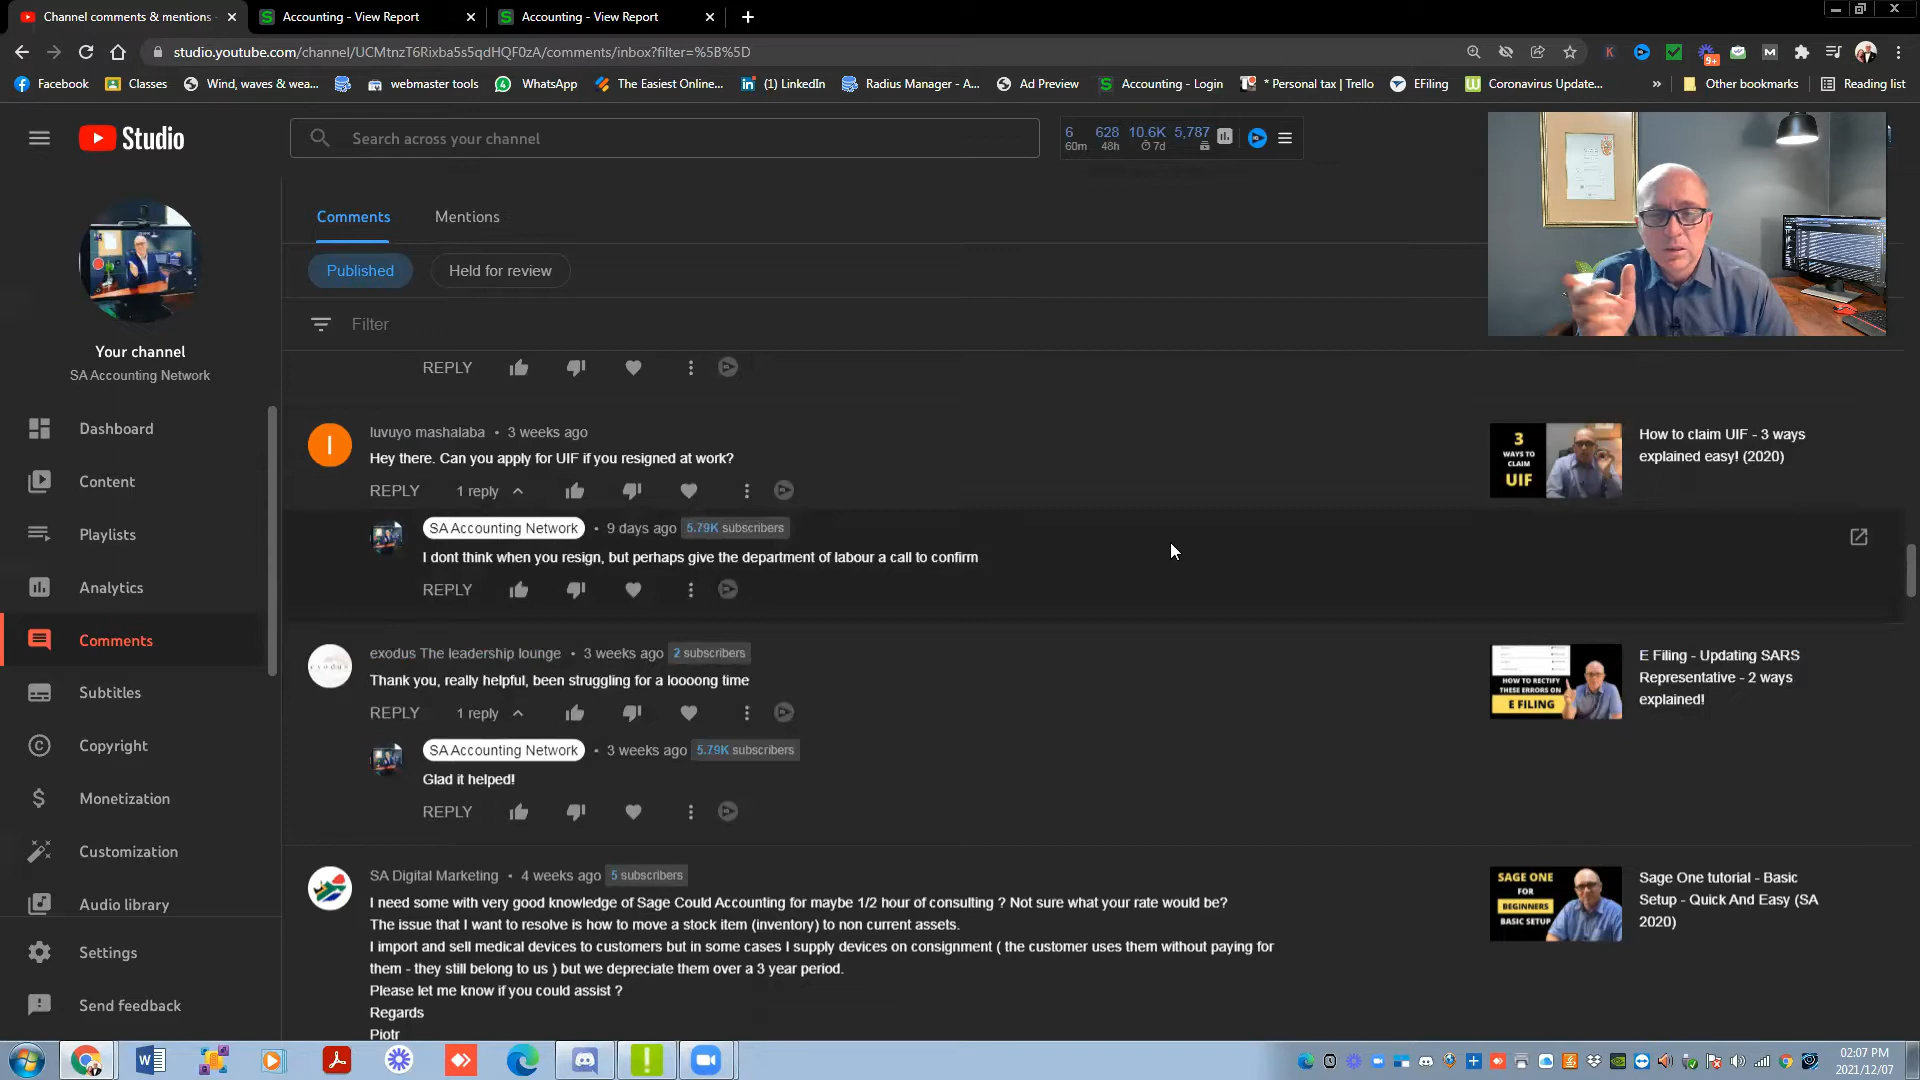 Channel comments & mentions
Accounting - View Report
Accounting - View Report
studio.youtube.com/channel/UCMtnzT6Rixba5s5qdHQF0zA/comments/inbox?filter=%5B%5D
Facebook
Classes
Wind, waves & wea...
webmaster tools
WhatsApp
The Easiest Online...
(1) LinkedIn
Radius Manager - A...
Ad Preview
Accounting - Login
* Personal tax | Trello
EFiling
Coronavirus Update...
»
Other bookmarks
Reading list
Studio
Search across your channel
6 628 10.6K 5,787
60m 48h 7d
Comments
Mentions
Published
Held for review
Filter
Your channel
SA Accounting Network
Dashboard
Content
Playlists
Analytics
Comments
Subtitles
Copyright
Monetization
Customization
Audio library
Settings
Send feedback
REPLY
luvuyo mashalaba • 3 weeks ago
Hey there. Can you apply for UIF if you resigned at work?
REPLY 1 reply
SA Accounting Network • 9 days ago 5.79K subscribers
I dont think when you resign, but perhaps give the department of labour a call to confirm
REPLY
3
WAYS TO
CLAIM
UIF
How to claim UIF - 3 ways
explained easy! (2020)
exodus The leadership lounge • 3 weeks ago 2 subscribers
Thank you, really helpful, been struggling for a loooong time
REPLY 1 reply
SA Accounting Network • 3 weeks ago 5.79K subscribers
Glad it helped!
REPLY
HOW TO RECTIFY
THESE ERRORS ON
E FILING
E Filing - Updating SARS
Representative - 2 ways
explained!
SA Digital Marketing • 4 weeks ago 5 subscribers
I need some with very good knowledge of Sage Could Accounting for maybe 1/2 hour of consulting ? Not sure what your rate would be?
The issue that I want to resolve is how to move a stock item (inventory) to non current assets.
I import and sell medical devices to customers but in some cases I supply devices on consignment ( the customer uses them without paying for
them - they still belong to us ) but we depreciate them over a 3 year period.
Please let me know if you could assist ?
Regards
Piotr
SAGE ONE
FOR
BEGINNERS
BASIC SETUP
Sage One tutorial - Basic
Setup - Quick And Easy (SA
2020)
02:07 PM
2021/12/07